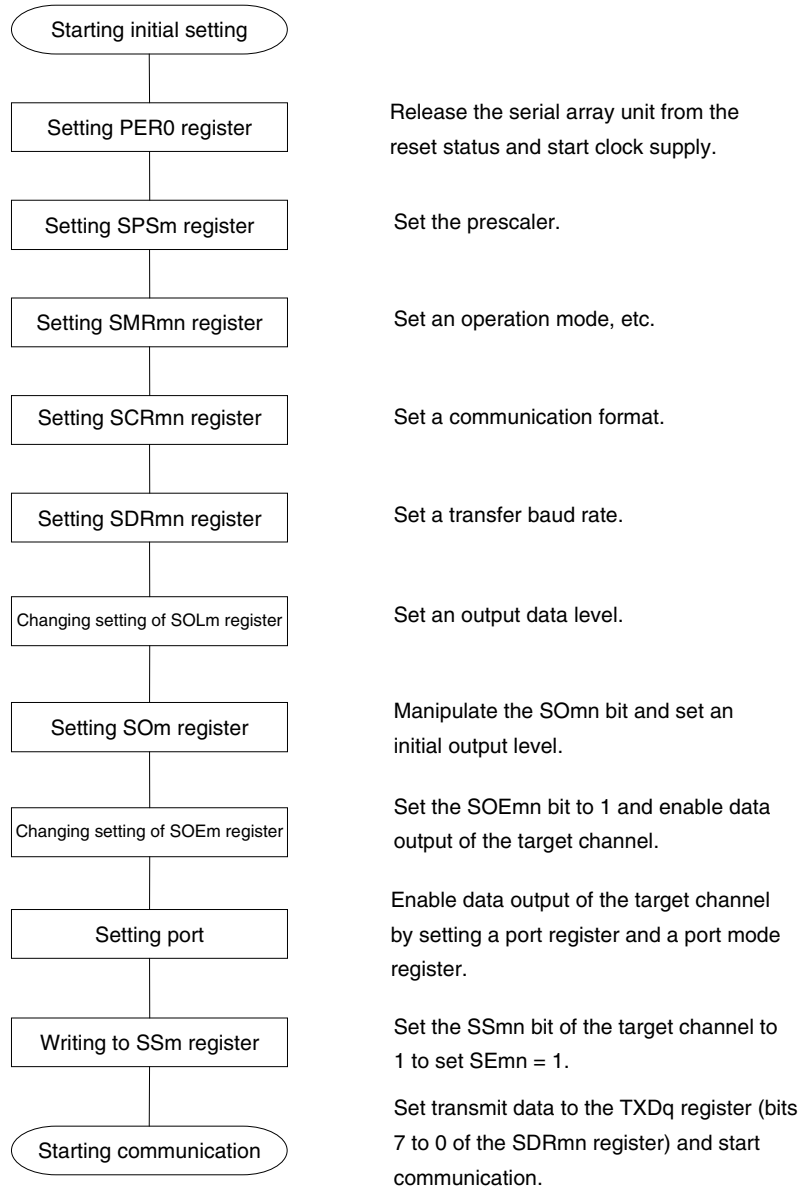 Starting initial setting
Setting PER0 register
Release the serial array unit from the
reset status and start clock supply.
Setting SPSm register
Set the prescaler.
Setting SMRmn register
Set an operation mode, etc.
Setting SCRmn register
Set a communication format.
Setting SDRmn register
Set a transfer baud rate.
Changing setting of SOLm register
Set an output data level.
Setting SOm register
Manipulate the SOmn bit and set an
initial output level.
Changing setting of SOEm register
Set the SOEmn bit to 1 and enable data
output of the target channel.
Setting port
Enable data output of the target channel
by setting a port register and a port mode
register.
Writing to SSm register
Set the SSmn bit of the target channel to
1 to set SEmn = 1.
Starting communication
Set transmit data to the TXDq register (bits
7 to 0 of the SDRmn register) and start
communication.